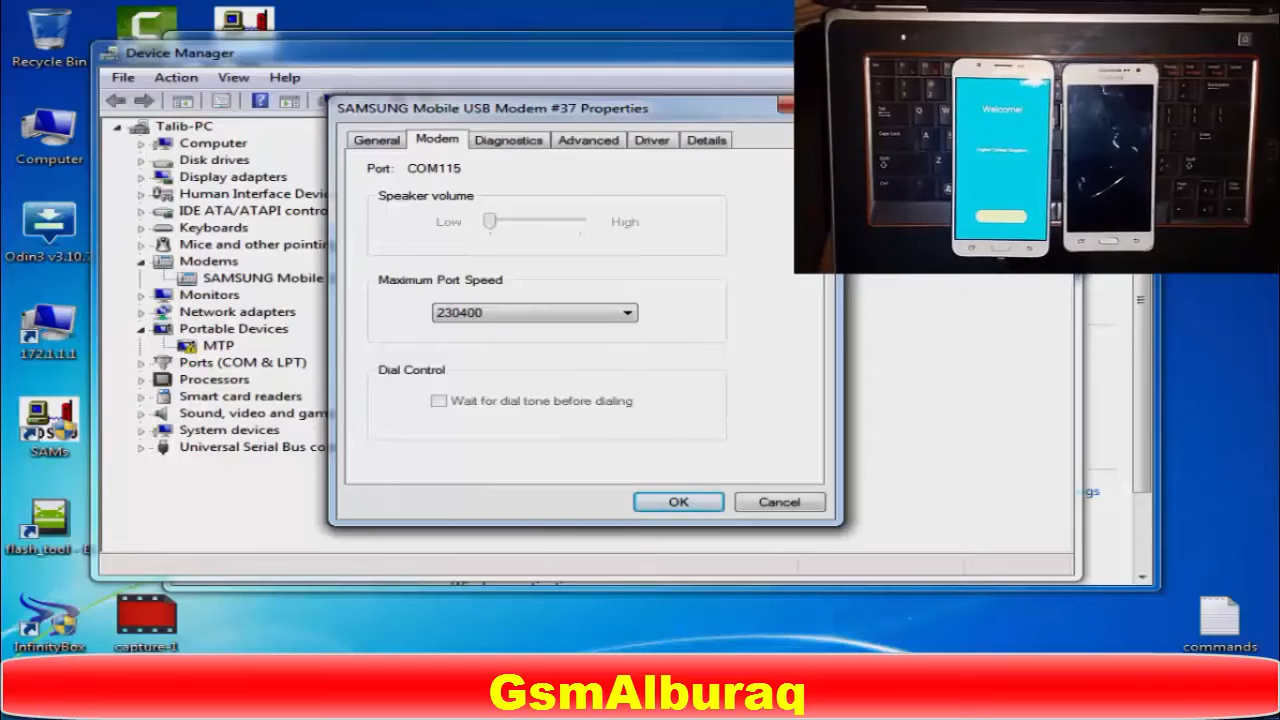 Recycle Bin
Computer
Odin3 v3.10.
172.1.1.1
SAMs
flash_tool - E
InfinityBox
capture-1
commands
Device Manager
File Action View Help
Talib-PC
Computer
Disk drives
Display adapters
Human Interface Devi
IDE ATA/ATAPI contro
Keyboards
Mice and other pointin
Modems
SAMSUNG Mobile
Monitors
Network adapters
Portable Devices
MTP
Ports (COM & LPT)
Processors
Smart card readers
Sound, video and gam
System devices
Universal Serial Bus co
SAMSUNG Mobile USB Modem #37 Properties
General Modem Diagnostics Advanced Driver Details
Port: COM115
Speaker volume
Low High
Maximum Port Speed
230400
Dial Control
Wait for dial tone before dialing
OK Cancel
gs
Welcome!
GsmAlburaq